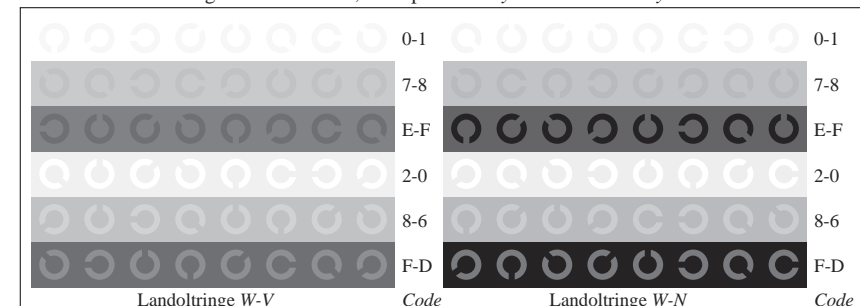 0-1 0-1
7-8 7-8
E-F E-F
2-0 2-0
8-6 8-6
F-D F-D
Landoltringe W-V Code Landoltringe W-N Code